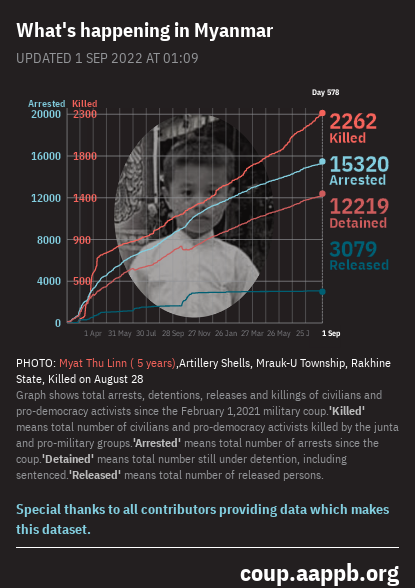 What's happening in Myanmar
UPDATED 1 SEP 2022 AT 01:09
Day 578
Arrested Killed
20000 2300
2262
Killed
16000 1800
15320
Arrested
12000 1400
12219
Detained
8000 900
3079
Released
4000 500
0
1 Apr 31 May 30 Jul 28 Sep 27 Nov 26 Jan 27 Mar 26 May 25 J 1 Sep
PHOTO: Myat Thu Linn ( 5 years),Artillery Shells, Mrauk-U Township, Rakhine
State, Killed on August 28
Graph shows total arrests, detentions, releases and killings of civilians and
pro-democracy activists since the February 1,2021 military coup.'Killed'
means total number of civilians and pro-democracy activists killed by the junta
and pro-military groups.'Arrested' means total number of arrests since the
coup.'Detained' means total number still under detention, including
sentenced.'Released' means total number of released persons.
Special thanks to all contributors providing data which makes
this dataset.
coup.aappb.org